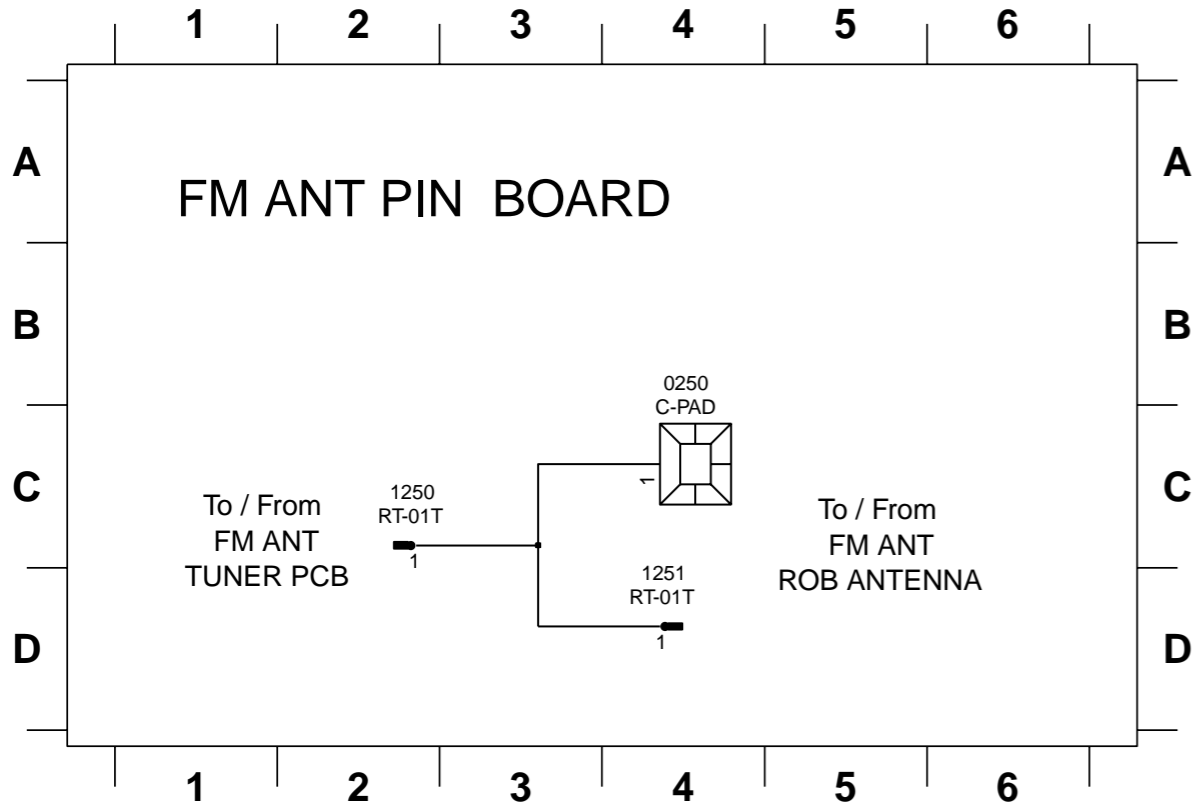 1 2 3 4 5 6
A A
FM ANT PIN BOARD
B B
0250
C-PAD
1
C C
1250
RT-01T
1
To / From
FM ANT
TUNER PCB
To / From
FM ANT
ROB ANTENNA
1251
RT-01T
1
D D
1 2 3 4 5 6